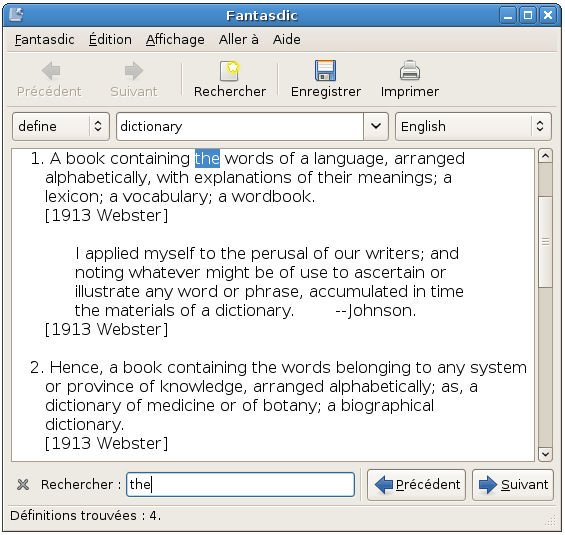 Fantasdic
Fantasdic Édition Affichage Aller à Aide
Précédent Suivant Rechercher Enregistrer Imprimer
define dictionary English
1. A book containing the words of a language, arranged
alphabetically, with explanations of their meanings; a
lexicon; a vocabulary; a wordbook.
[1913 Webster]
I applied myself to the perusal of our writers; and
noting whatever might be of use to ascertain or
illustrate any word or phrase, accumulated in time
the materials of a dictionary. --Johnson.
[1913 Webster]
2. Hence, a book containing the words belonging to any system
or province of knowledge, arranged alphabetically; as, a
dictionary of medicine or of botany; a biographical
dictionary.
[1913 Webster]
Rechercher : the Précédent Suivant
Définitions trouvées : 4.